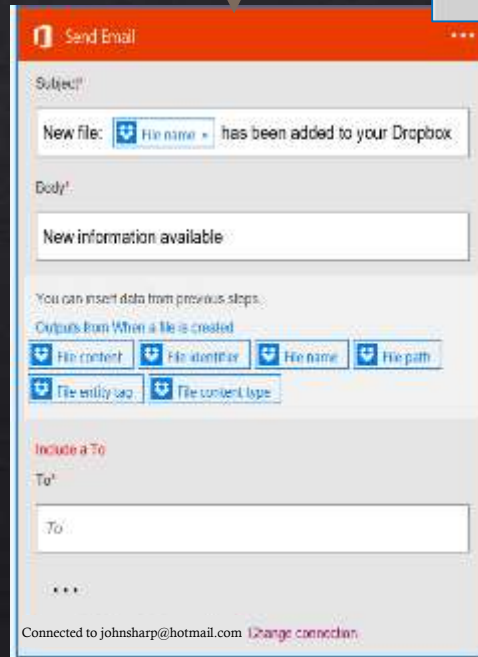 Send Email
Subject*
New file: File name × has been added to your Dropbox
Body*
New information available
You can insert data from previous steps.
Outputs from When a file is created
File content File identifier File name File path
File entity tag File content type
Include a To
To*
To
...
Connected to johnsharp@hotmail.com Change connection